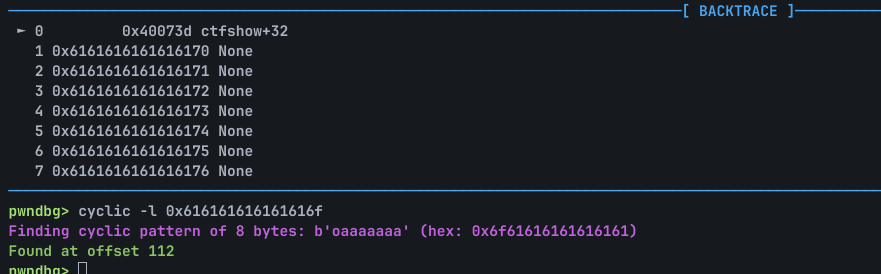 [ BACKTRACE ]
► 0 0x40073d ctfshow+32
1 0x6161616161616170 None
2 0x6161616161616171 None
3 0x6161616161616172 None
4 0x6161616161616173 None
5 0x6161616161616174 None
6 0x6161616161616175 None
7 0x6161616161616176 None
pwndbg> cyclic -l 0x616161616161616f
Finding cyclic pattern of 8 bytes: b'oaaaaaaa' (hex: 0x6f61616161616161)
Found at offset 112
pwndbg>